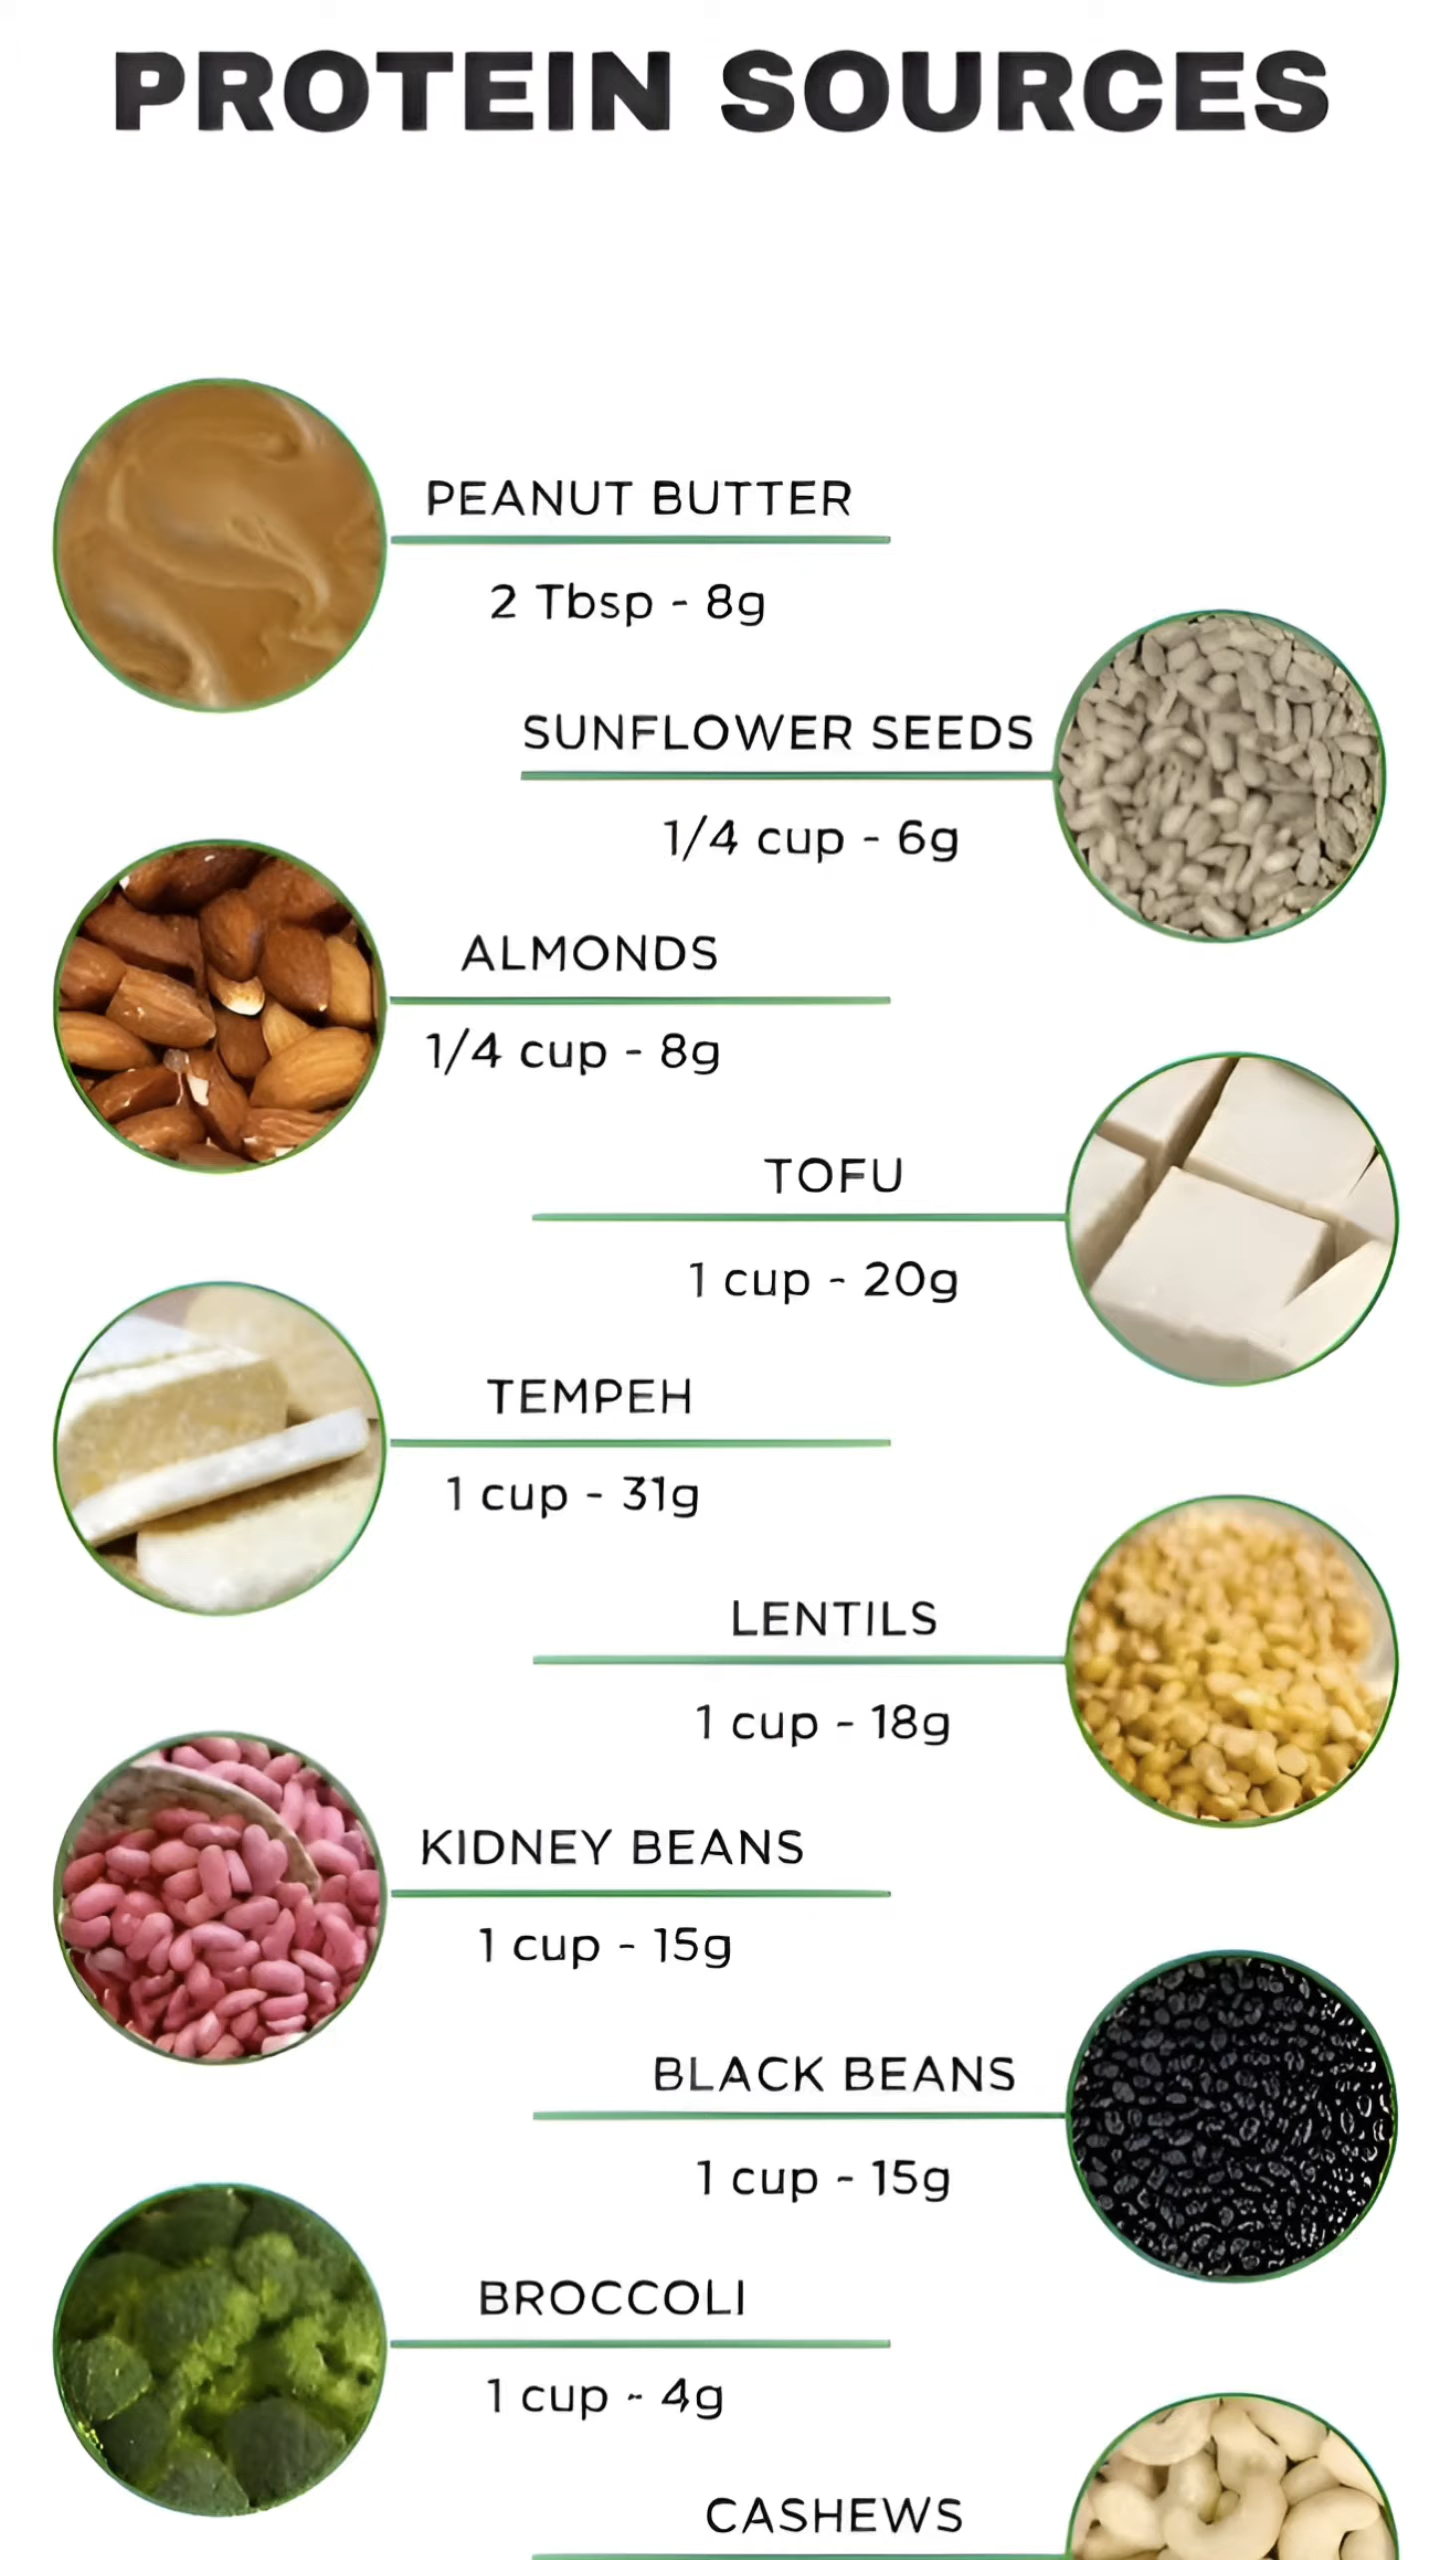 PROTEIN SOURCES
PEANUT BUTTER
2 Tbsp - 8g
SUNFLOWER SEEDS
1/4 cup - 6g
ALMONDS
1/4 cup - 8g
TOFU
1 cup - 20g
TEMPEH
1 cup - 31g
LENTILS
1 cup - 18g
KIDNEY BEANS
1 cup - 15g
BLACK BEANS
1 cup - 15g
BROCCOLI
1 cup - 4g
CASHEWS